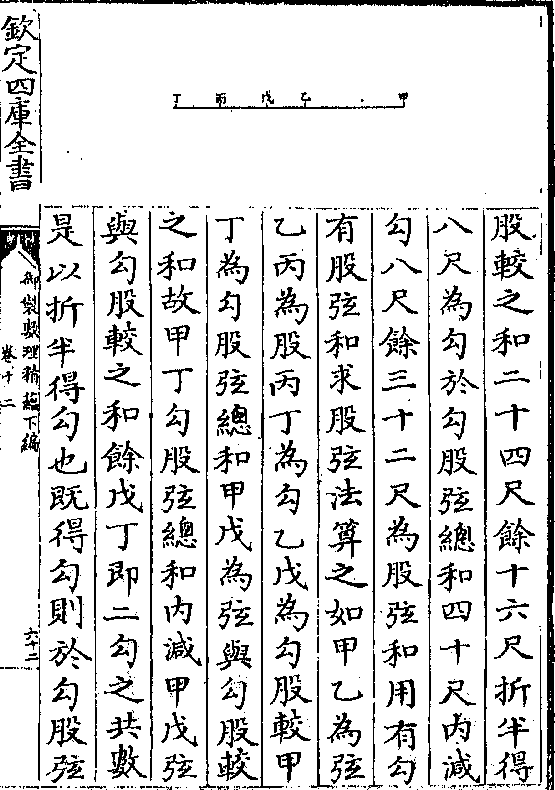 丁丙戊乙甲
股較之和二十四尺餘十六尺折半得
八尺為勾於勾股弦總和四十尺内減
勾八尺餘三十二尺為股弦和用有勾
有股弦和求股弦法算之如甲乙為弦
乙丙為股丙丁為勾乙戊為勾股較甲
丁為勾股弦總和甲戊為弦與勾股較
之和故甲丁勾股弦總和内減甲戊弦
與勾股較之和餘戊丁即二勾之共數
是以折半得勾也既得勾則於勾股弦
欽定四庫全書
御製數理精蘊下編
卷十二
六十二